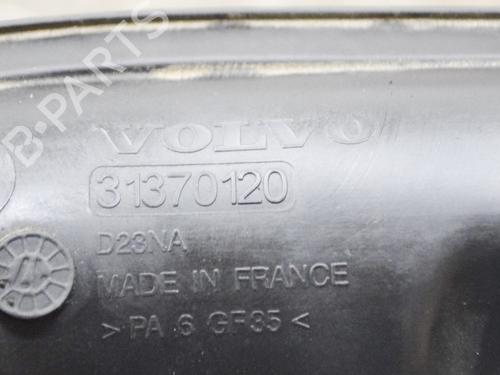 VOLVO
31370120
D23NA
MADE IN FRANCE
> PA 6 GF35 <
B-PARTS